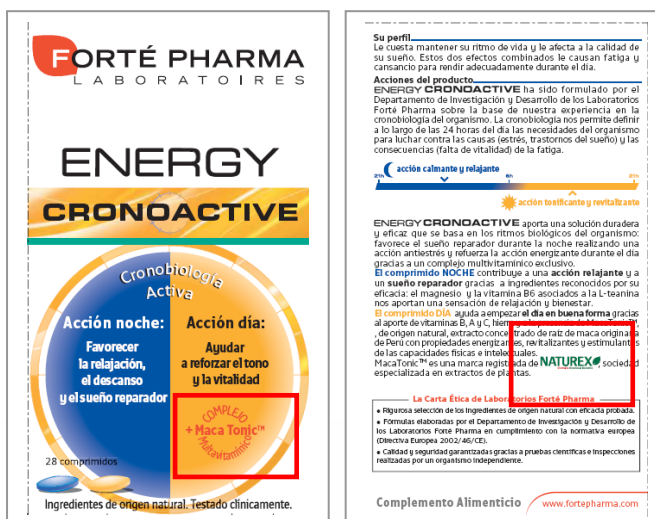 FORTÉ PHARMA
LABORATOIRES
ENERGY
CRONOACTIVE
Cronobiología
Activa
Acción noche:
Favorecer
la relajación,
el descanso
y el sueño reparador
Acción día:
Ayudar
a reforzar el tono
y la vitalidad
COMPLEJO
+ Maca Tonic™
Multivitamínico
28 comprimidos
Ingredientes de origen natural. Testado clínicamente.
Su perfil
Le cuesta mantener su ritmo de vida y le afecta a la calidad de
su sueño. Estos dos efectos combinados le causan fatiga y
cansancio para rendir adecuadamente durante el día.
Acciones del producto
ENERGY CRONOACTIVE ha sido formulado por el
Departamento de Investigación y Desarrollo de los Laboratorios
Forté Pharma sobre la base de nuestra experiencia en la
cronobiología del organismo. La cronobiología nos permite definir
a lo largo de las 24 horas del día las necesidades del organismo
para luchar contra las causas (estrés, trastornos del sueño) y las
consecuencias (falta de vitalidad) de la fatiga.
acción calmante y relajante
21h 6h 21h
acción tonificante y revitalizante
ENERGY CRONOACTIVE aporta una solución duradera
y eficaz que se basa en los ritmos biológicos del organismo:
favorece el sueño reparador durante la noche realizando una
acción antiestrés y refuerza la acción energizante durante el día
gracias a un complejo multivitamínico exclusivo.
El comprimido NOCHE contribuye a una acción relajante y a
un sueño reparador gracias a ingredientes reconocidos por su
eficacia: el magnesio y la vitamina B6 asociados a la L-teanina
nos aportan una sensación de relajación y bienestar.
El comprimido DÍA ayuda a empezar el día en buena forma gracias
al aporte de vitaminas B, A y C, hierro y a la presencia de MacaTonic™,
, de origen natural, extracto concentrado de raíz de maca originaria
de Perú con propiedades energizantes, revitalizantes y estimulantes
de las capacidades físicas e intelectuales.
MacaTonic™ es una marca registrada de NATUREX, sociedad
especializada en extractos de plantas.
La Carta Ética de Laboratorios Forté Pharma
• Rigurosa selección de los ingredientes de origen natural con eficacia probada.
• Fórmulas elaboradas por el Departamento de Investigación y Desarrollo de
los Laboratorios Forté Pharma en cumplimiento con la normativa europea
(Directiva Europea 2002/46/CE).
• Calidad y seguridad garantizadas gracias a pruebas científicas e inspecciones
realizadas por un organismo independiente.
Complemento Alimenticio
www.fortepharma.com